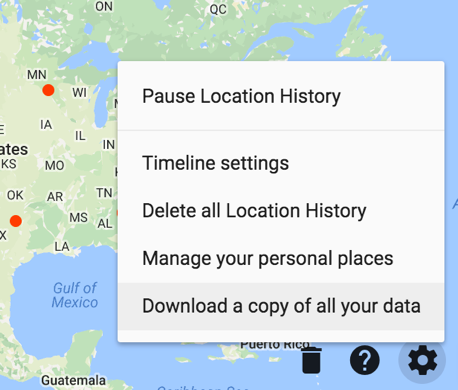 ON
QC
MN
WI
Pause Location History
IA
IL
IN
ates
KS
MO
Timeline settings
OK
AR
TN
MS
AL
Delete all Location History
X
LA
Manage your personal places
Gulf of
Mexico
Download a copy of all your data
Puerto Rico
?
Guatemala